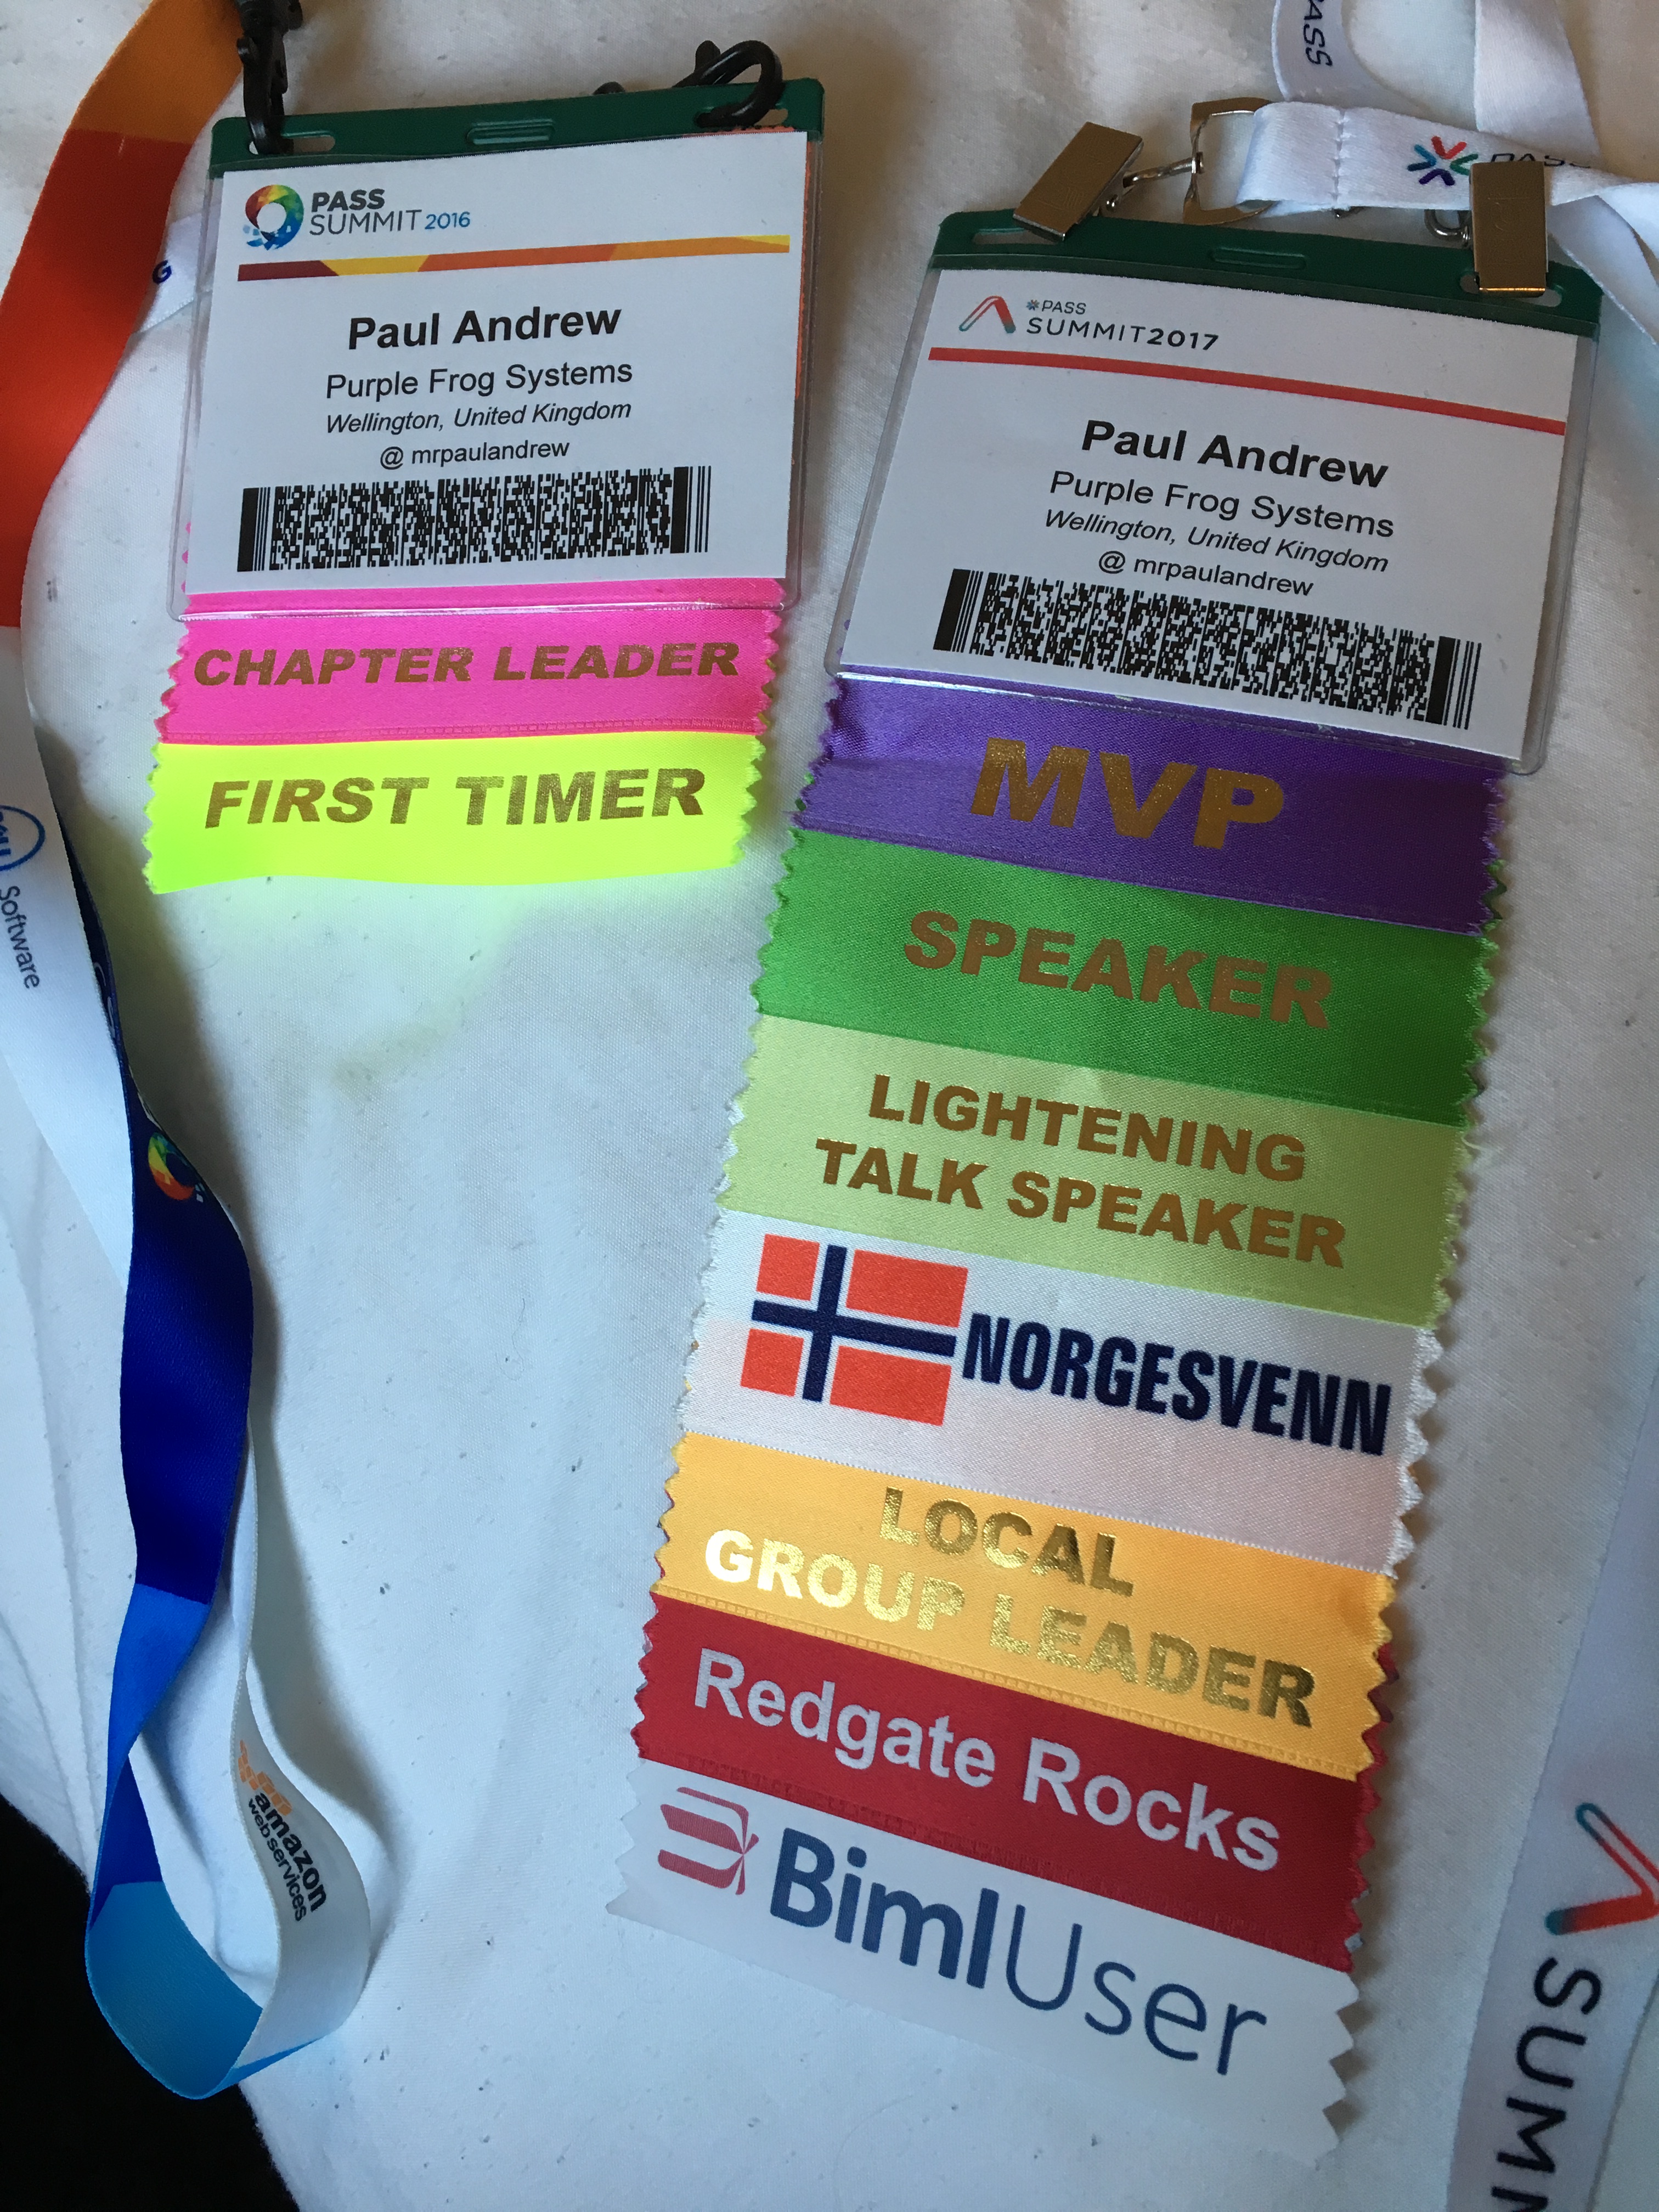 PASS
SUMMIT 2016
Paul Andrew
Purple Frog Systems
Wellington, United Kingdom
@ mrpaulandrew
CHAPTER LEADER
FIRST TIMER
Software
amazon
web services
PASS
PASS
PASS
SUMMIT2017
Paul Andrew
Purple Frog Systems
Wellington, United Kingdom
@ mrpaulandrew
MVP
SPEAKER
LIGHTENING
TALK SPEAKER
NORGESVENN
LOCAL
GROUP LEADER
Redgate Rocks
BimlUser
SUMM